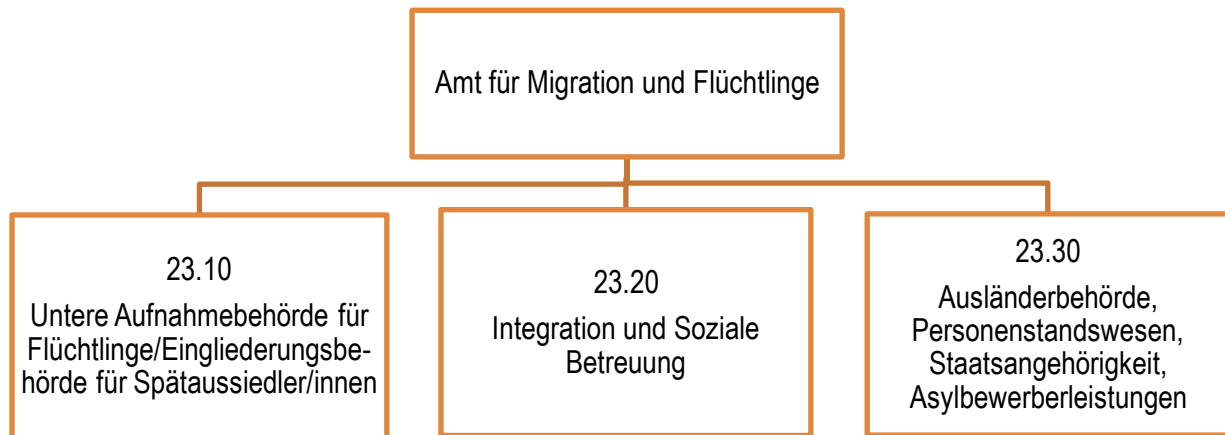 Amt für Migration und Flüchtlinge
23.10
Untere Aufnahmebehörde für
Flüchtlinge/Eingliederungsbe-
hörde für Spätaussiedler/innen
23.20
Integration und Soziale
Betreuung
23.30
Ausländerbehörde,
Personenstandswesen,
Staatsangehörigkeit,
Asylbewerberleistungen